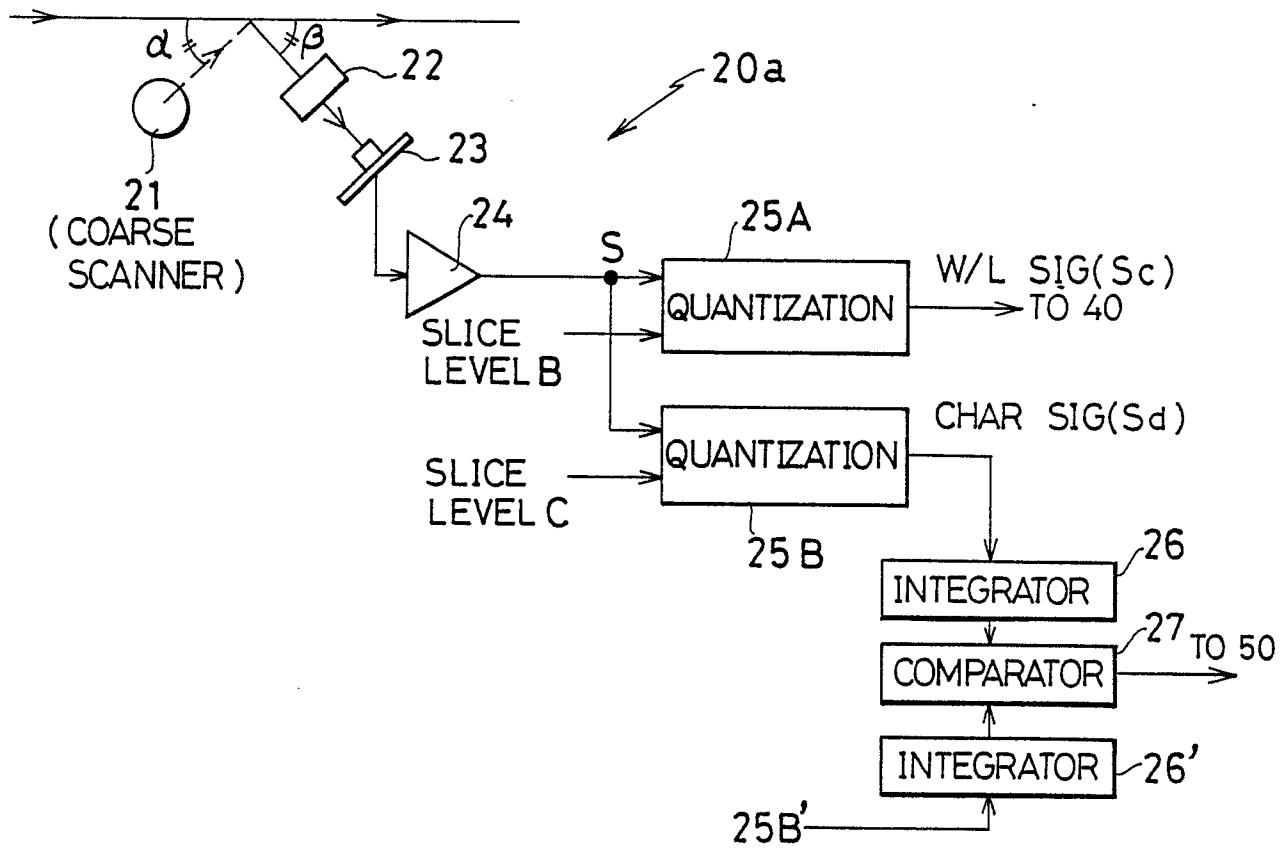 α
β
22
20a
23
21
(COARSE
SCANNER)
24
S
25A
QUANTIZATION
W/L SIG(Sc)
TO 40
SLICE
LEVEL B
CHAR SIG(Sd)
QUANTIZATION
SLICE
LEVEL C
25B
26
INTEGRATOR
27
TO 50
COMPARATOR
INTEGRATOR
26'
25B'